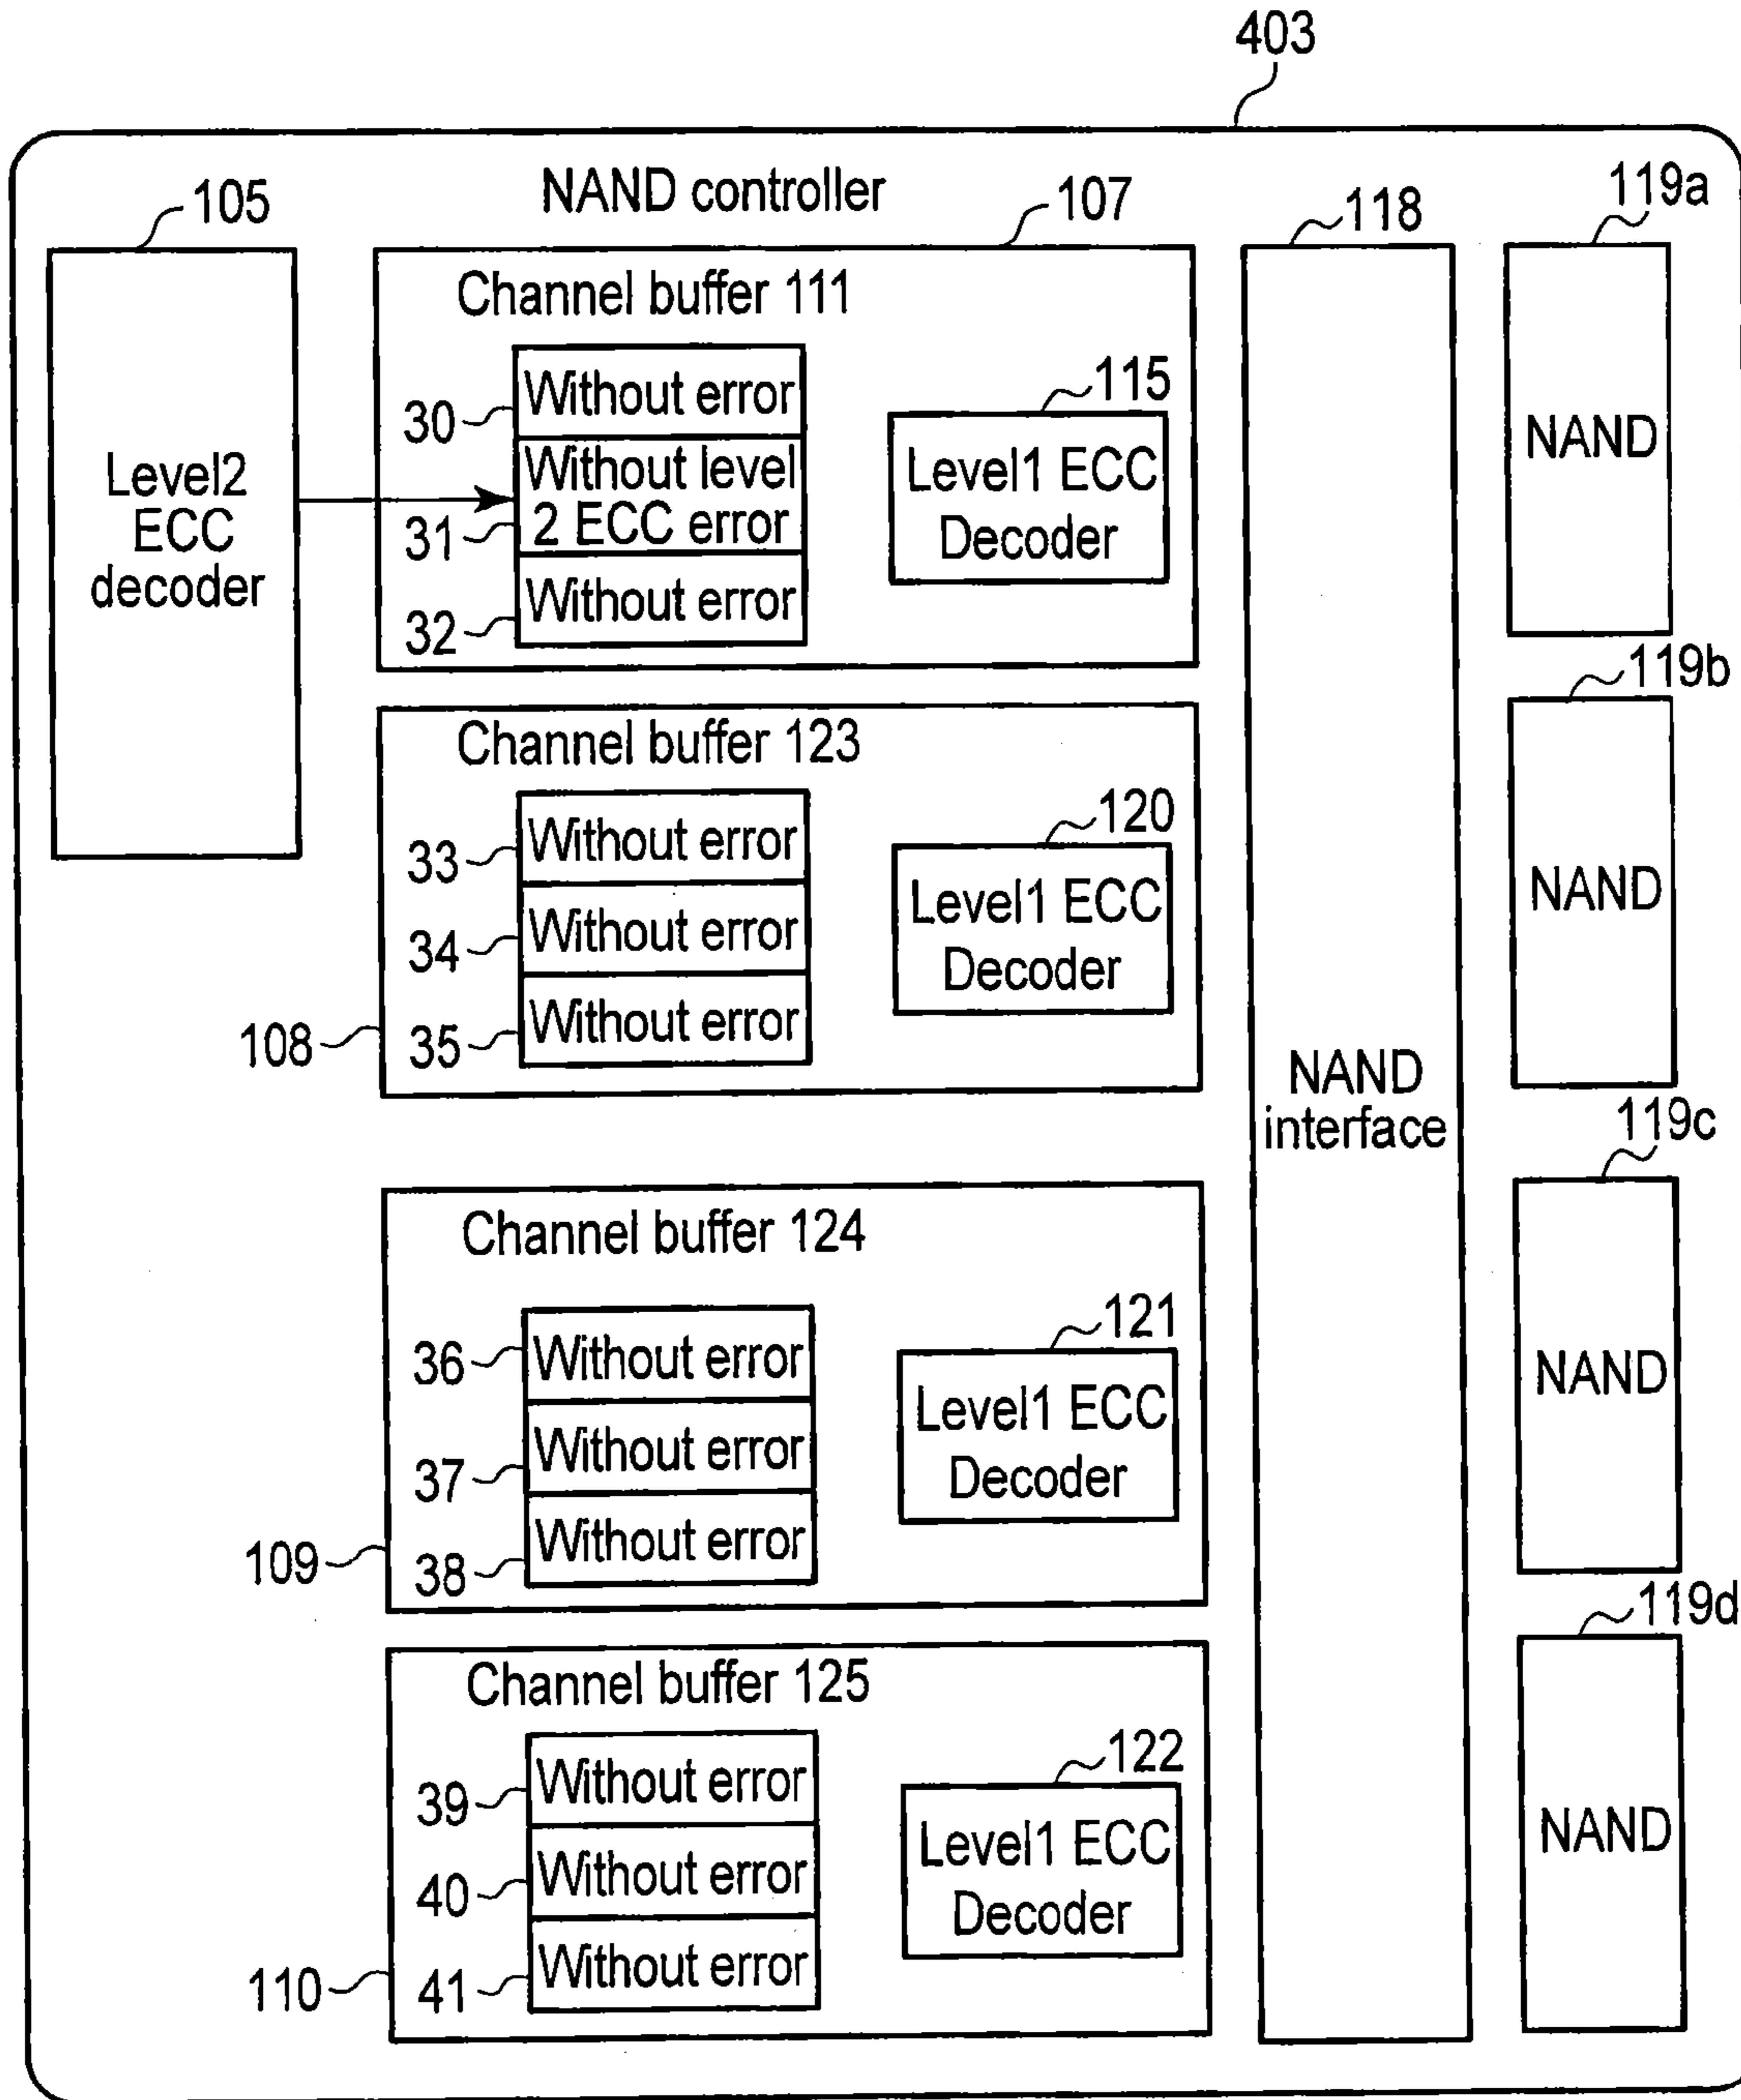 403
NAND controller
105
107
118
119a
Level2
ECC
decoder
Channel buffer 111
30
Without error
31
Without level
2 ECC error
32
Without error
115
Level1 ECC
Decoder
NAND
119b
Channel buffer 123
33
Without error
34
Without error
35
Without error
108
120
Level1 ECC
Decoder
NAND
NAND
interface
119c
Channel buffer 124
36
Without error
37
Without error
38
Without error
109
121
Level1 ECC
Decoder
NAND
119d
Channel buffer 125
39
Without error
40
Without error
41
Without error
110
122
Level1 ECC
Decoder
NAND